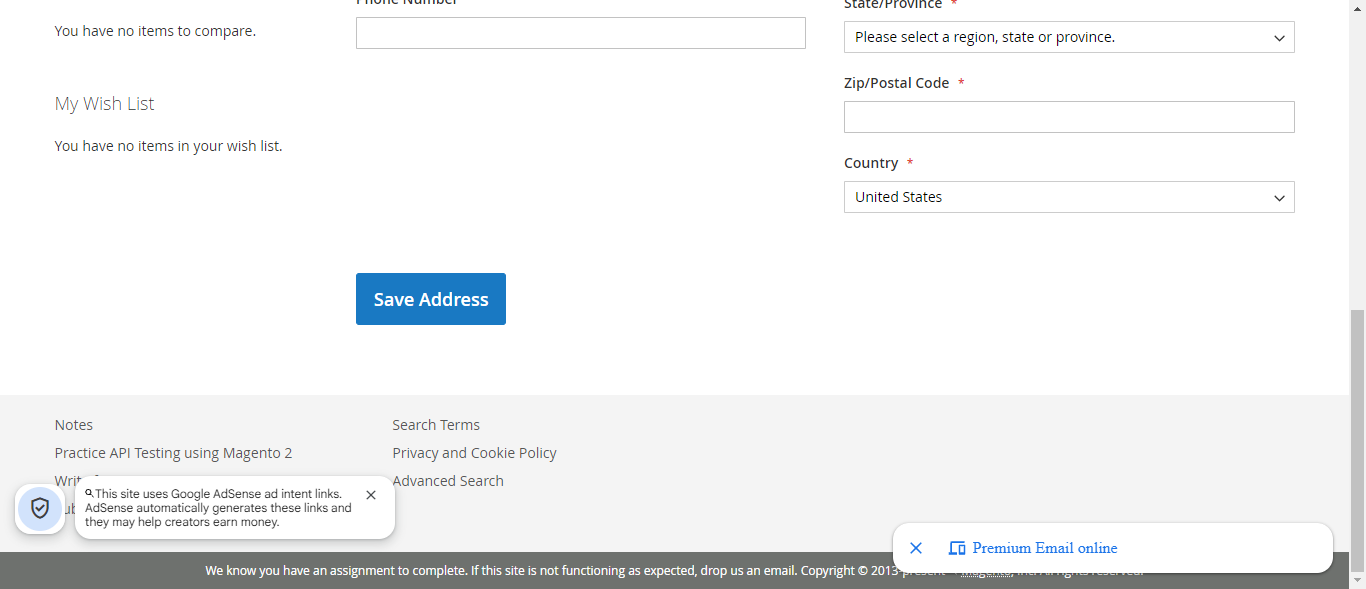 Phone Number
State/Province *
You have no items to compare.
Please select a region, state or province.
Zip/Postal Code *
My Wish List
You have no items in your wish list.
Country *
United States
Save Address
Notes
Search Terms
Practice API Testing using Magento 2
Privacy and Cookie Policy
Advanced Search
This site uses Google AdSense ad intent links.
AdSense automatically generates these links and
they may help creators earn money.
Premium Email online
We know you have an assignment to complete. If this site is not functioning as expected, drop us an email. Copyright © 2013-present